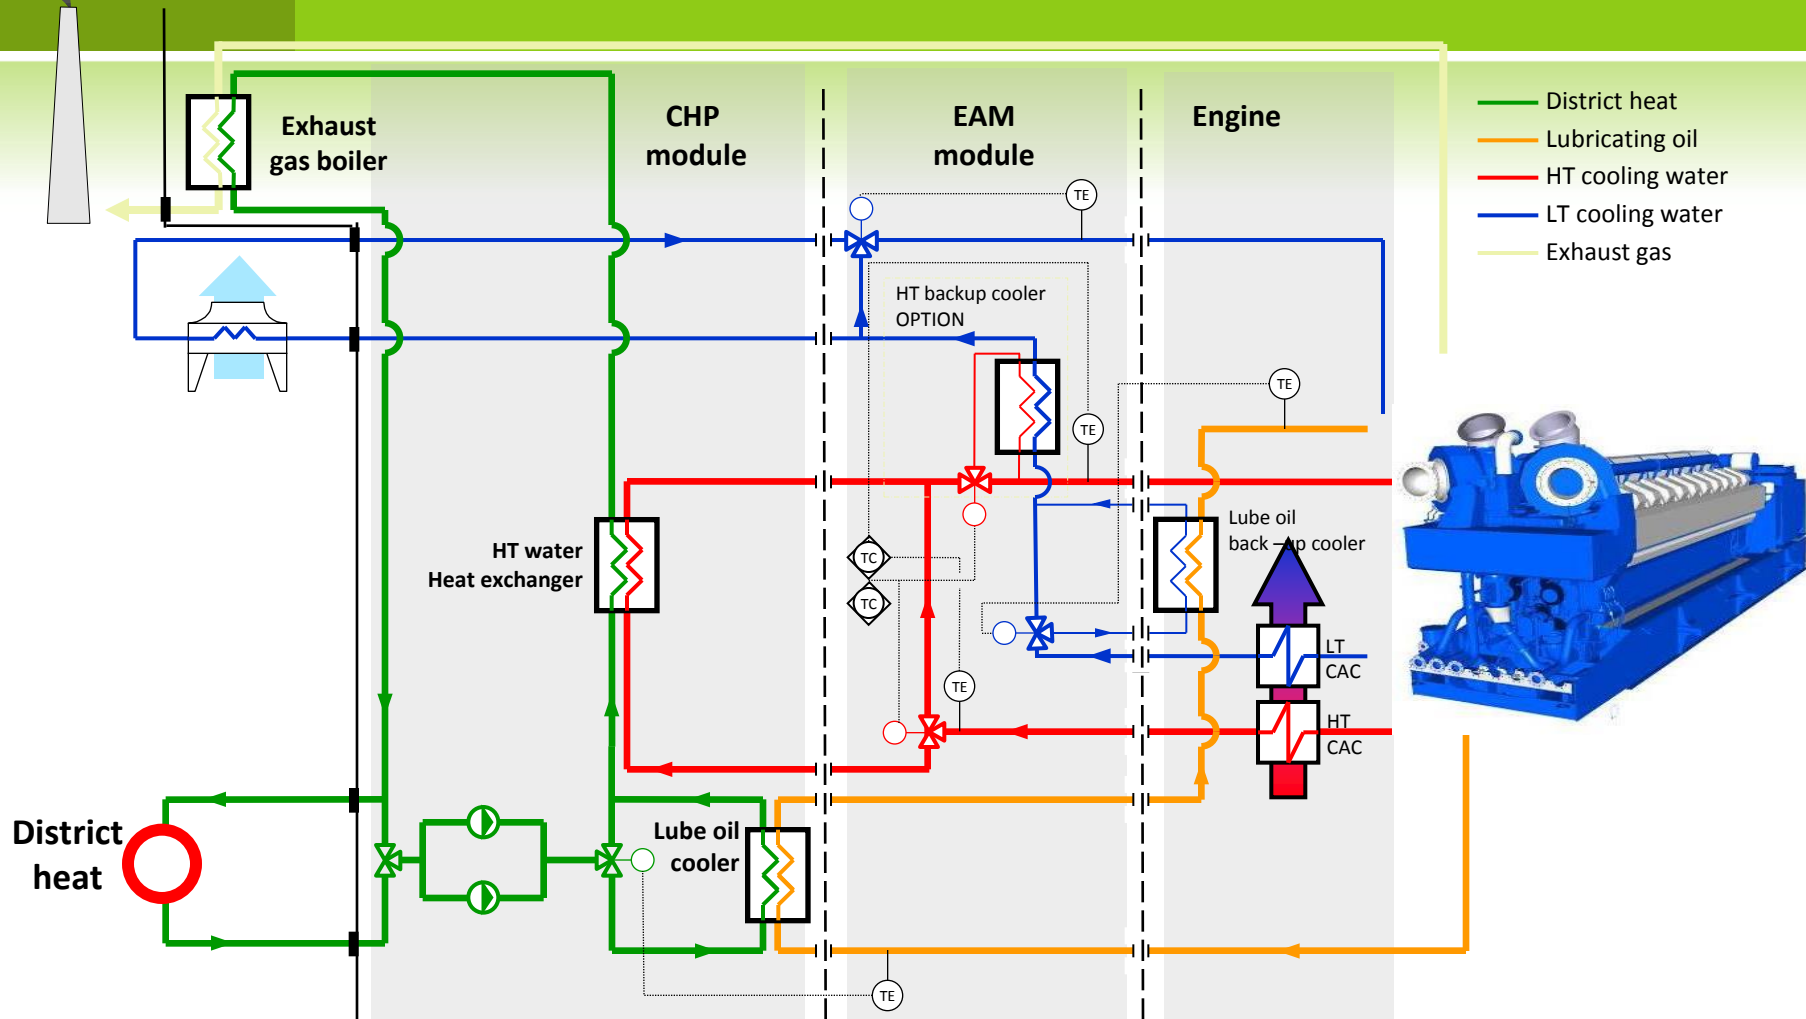 Exhaust
gas boiler
CHP
module
EAM
module
Engine
District heat
Lubricating oil
HT cooling water
LT cooling water
Exhaust gas
TE
HT backup cooler
OPTION
TE
TE
Lube oil
back –up cooler
HT water
Heat exchanger
TC
TC
LT
CAC
TE
HT
CAC
District
heat
Lube oil
cooler
TE